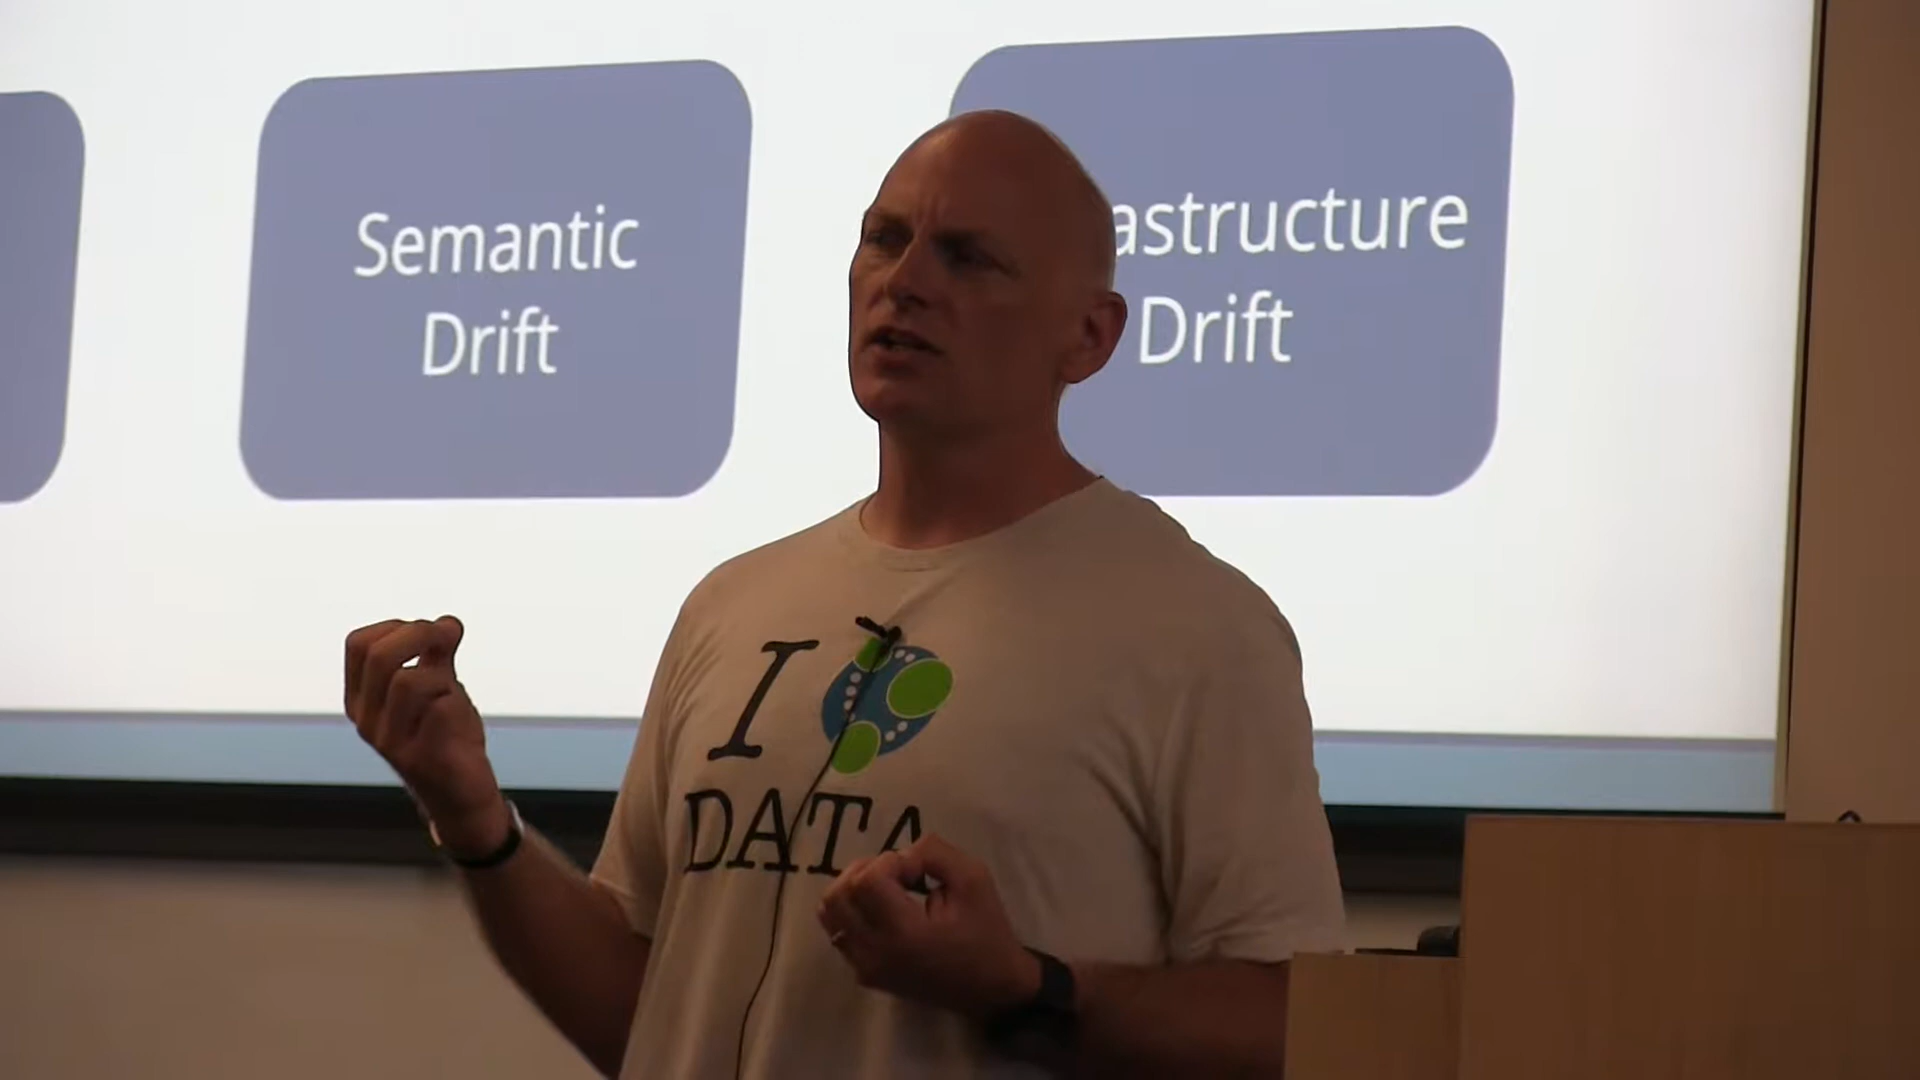 Semantic
Drift
astructure
Drift
I
DATA